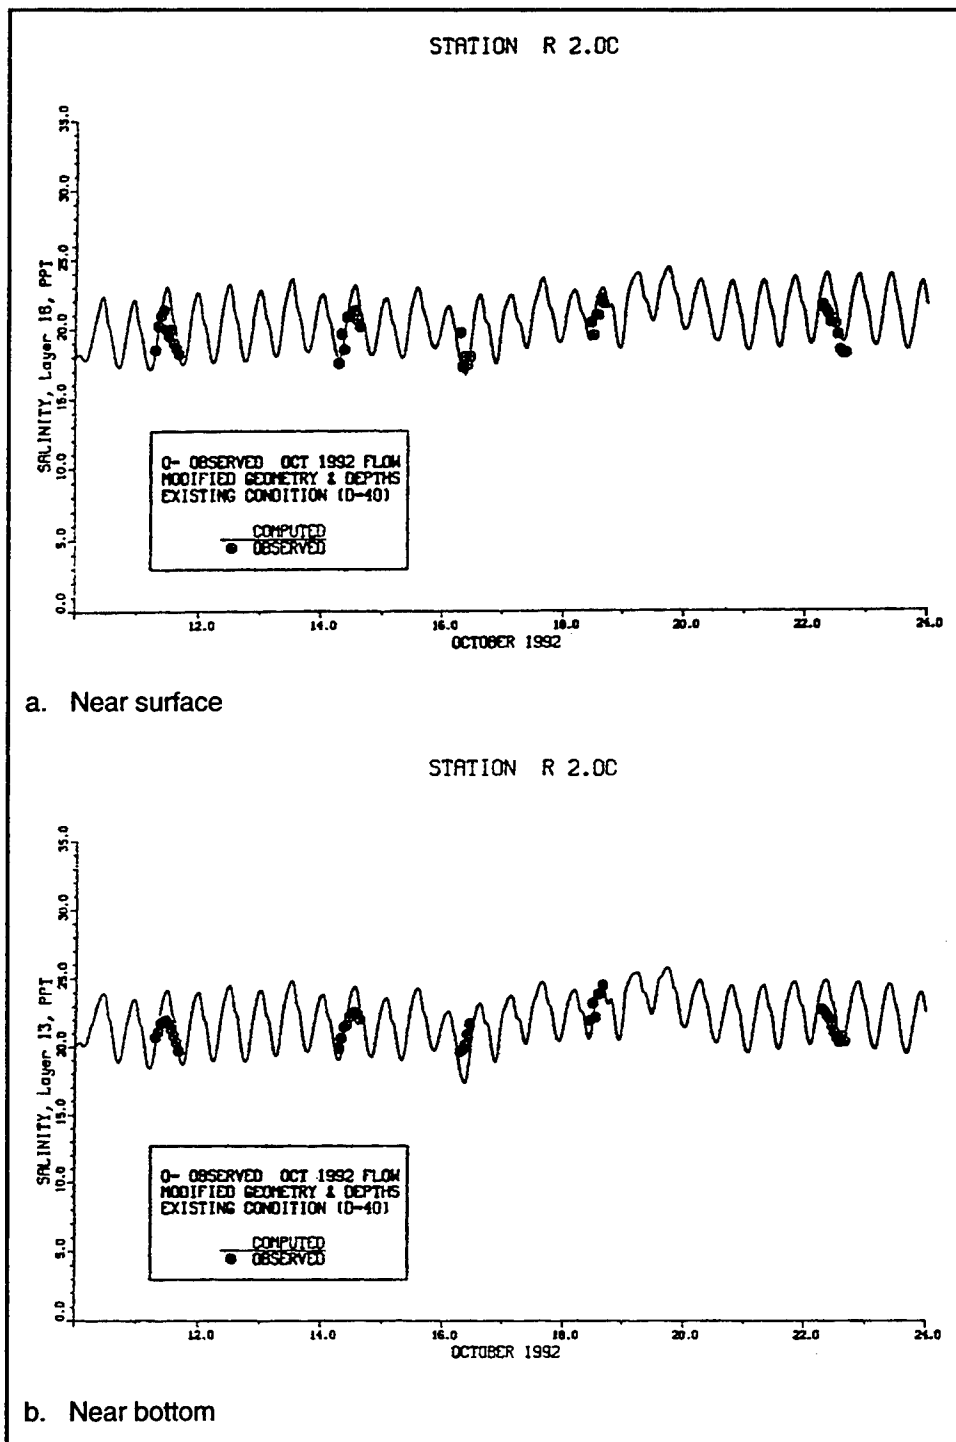 STATION R 2.0C
35.0
30.0
25.0
20.0
15.0
10.0
5.0
0.0
SALINITY, Layer 18, PPT
O- OBSERVED OCT 1992 FLOW
MODIFIED GEOMETRY & DEPTHS
EXISTING CONDITION (D-40)
COMPUTED
OBSERVED
12.0 14.0 16.0 18.0 20.0 22.0 24.0
OCTOBER 1992
a. Near surface
STATION R 2.0C
35.0
30.0
25.0
20.0
15.0
10.0
5.0
0.0
SALINITY, Layer 13, PPT
O- OBSERVED OCT 1992 FLOW
MODIFIED GEOMETRY & DEPTHS
EXISTING CONDITION (D-40)
COMPUTED
OBSERVED
12.0 14.0 16.0 18.0 20.0 22.0 24.0
OCTOBER 1992
b. Near bottom